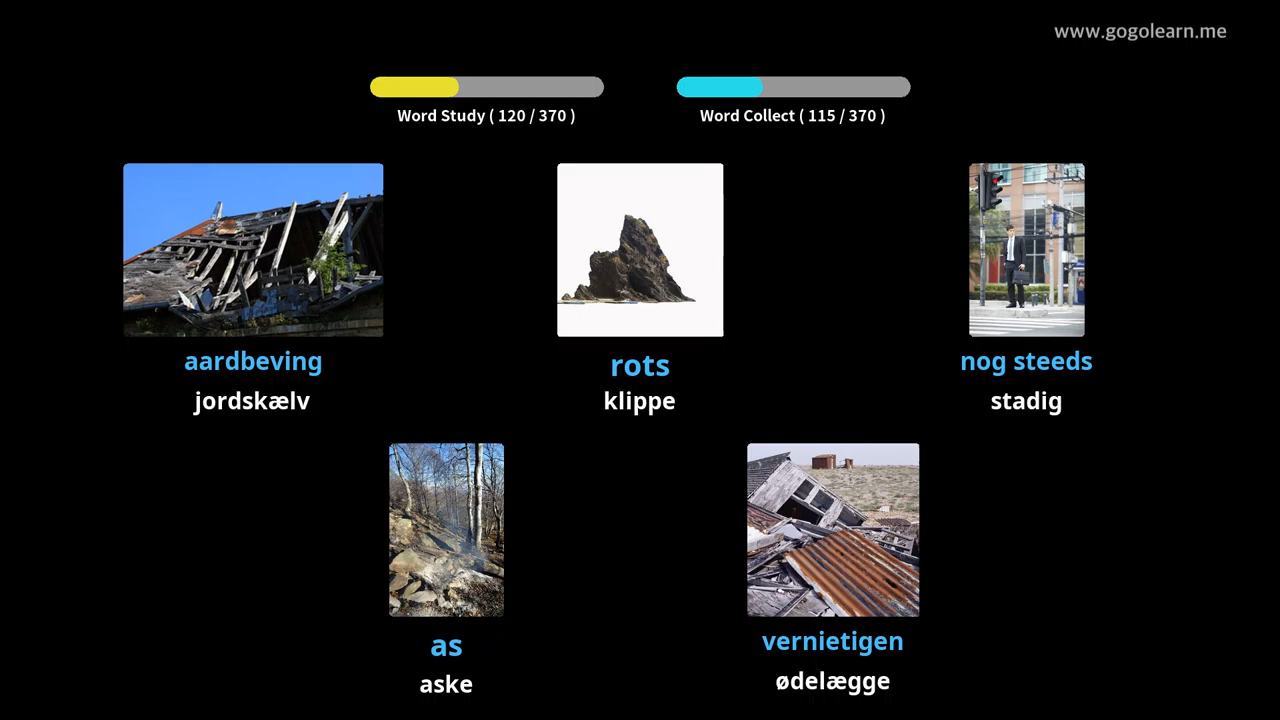 www.gogolearn.me
Word Study ( 120 / 370 )
Word Collect ( 115 / 370 )
aardbeving
jordskælv
rots
klippe
nog steeds
stadig
as
aske
vernietigen
ødelægge